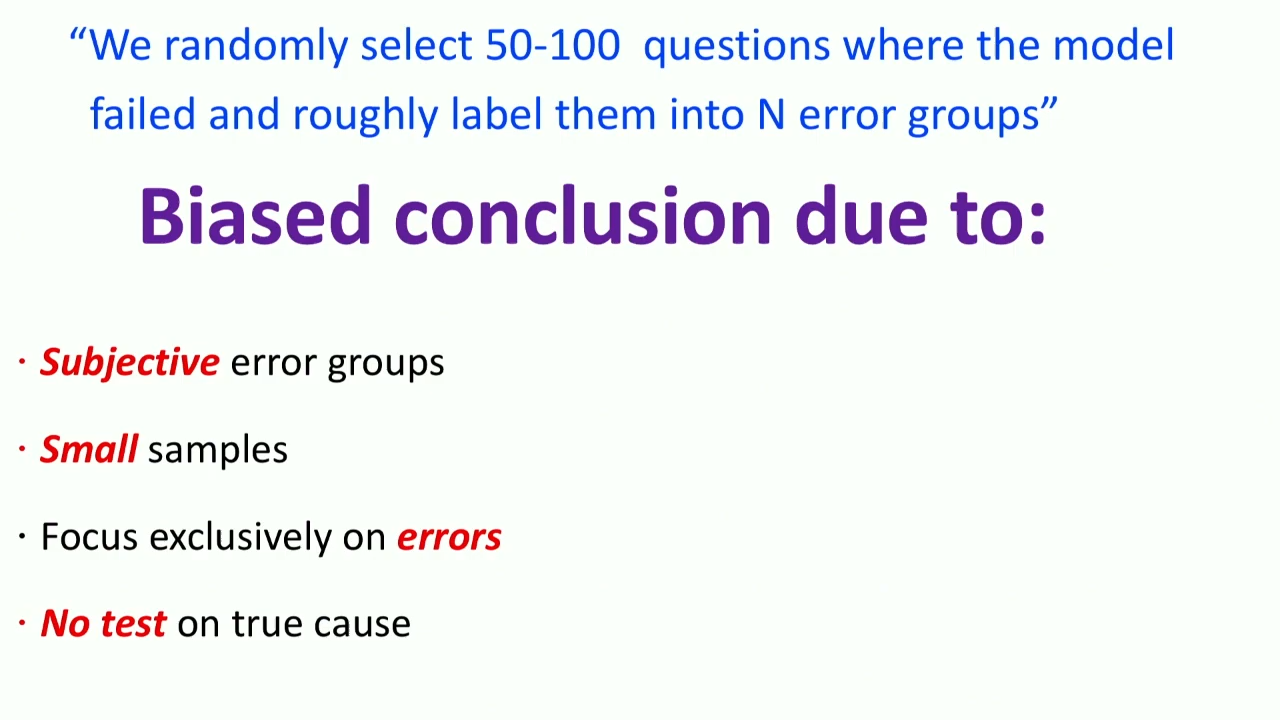 “We randomly select 50-100 questions where the model
failed and roughly label them into N error groups”
Biased conclusion due to:
· Subjective error groups
· Small samples
· Focus exclusively on errors
· No test on true cause